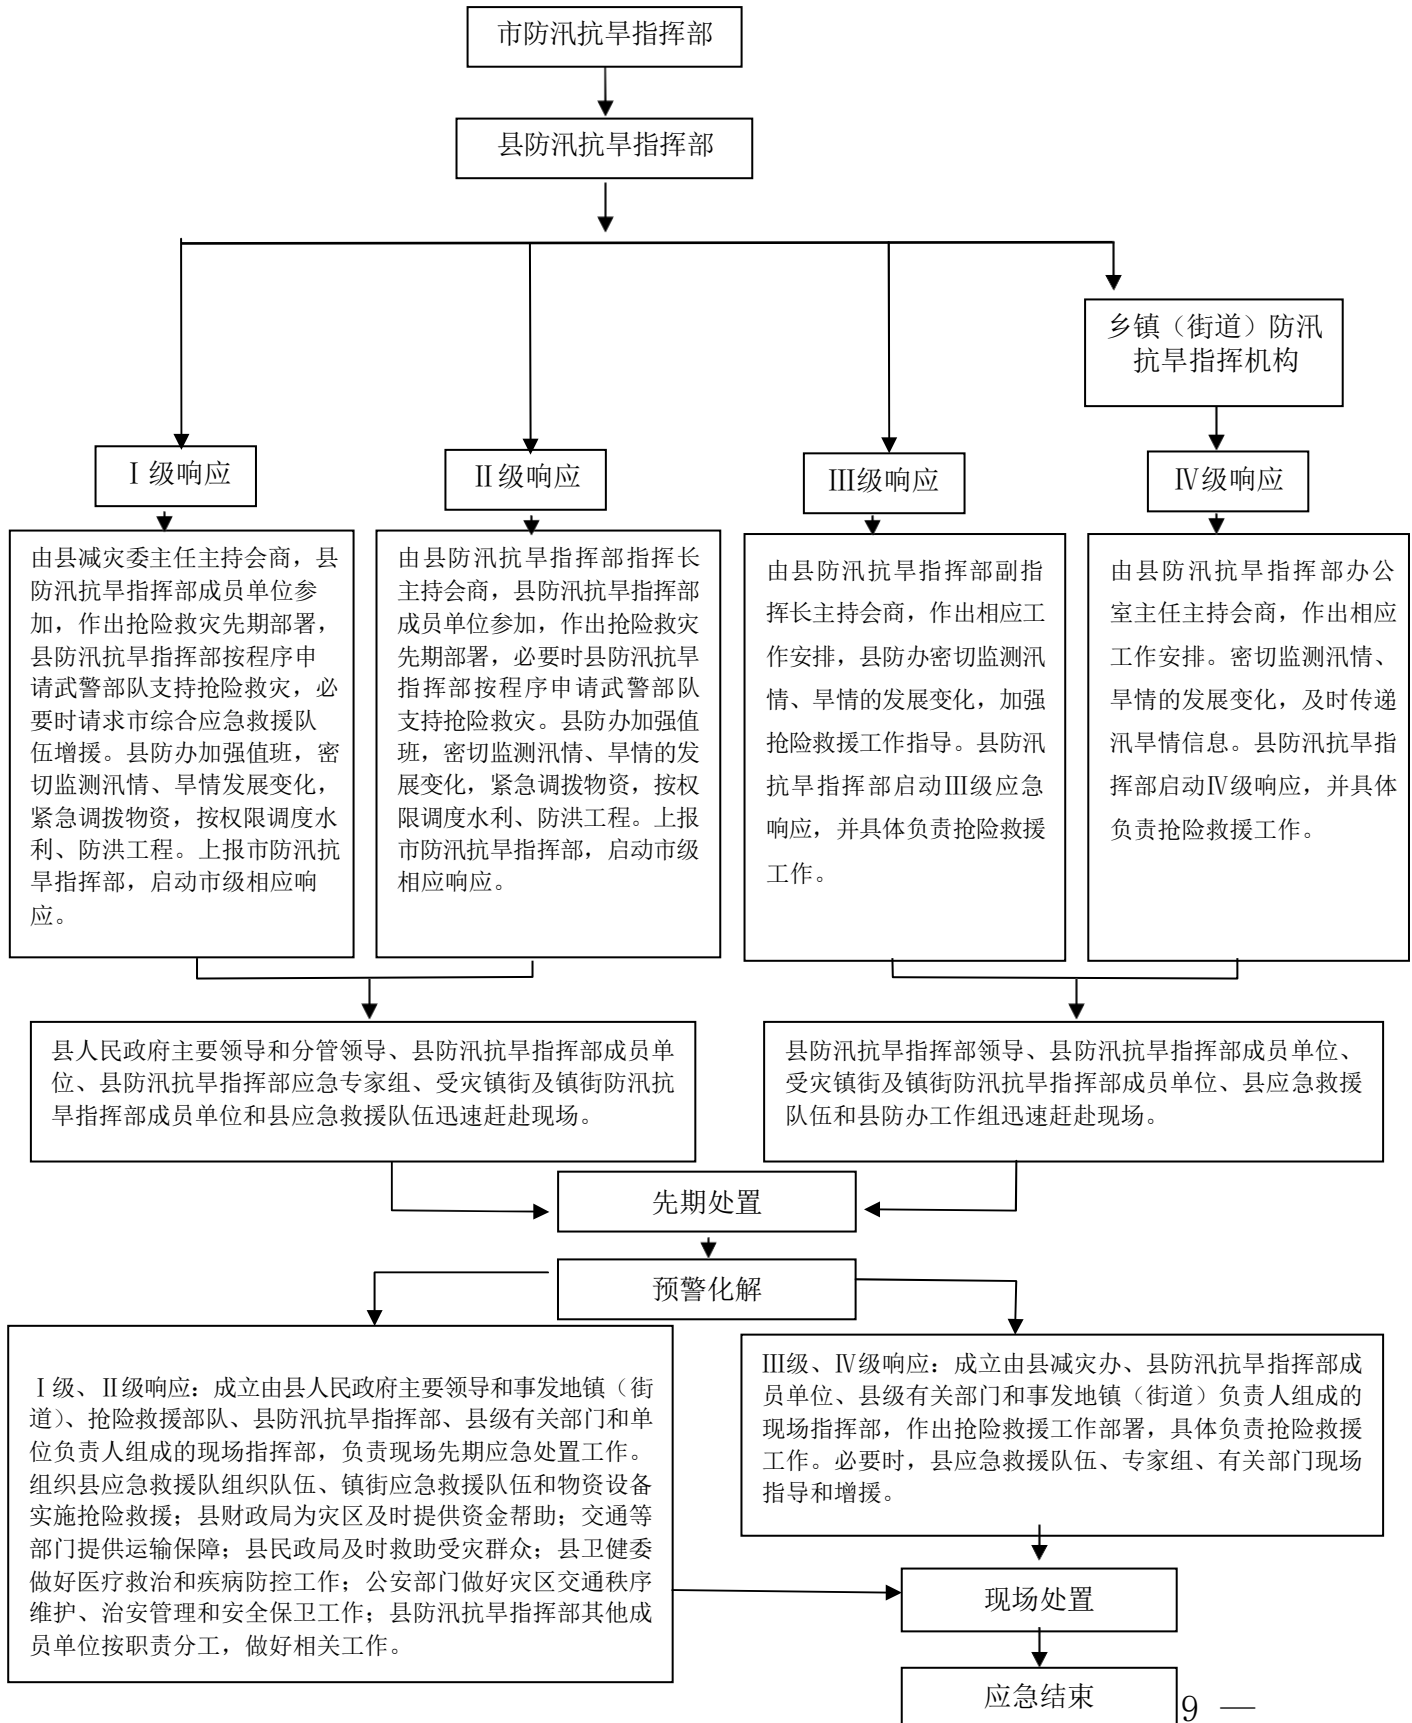 市防汛抗旱指挥部
县防汛抗旱指挥部
乡镇（街道）防汛
抗旱指挥机构
Ⅰ级响应
Ⅱ级响应
Ⅲ级响应
Ⅳ级响应
由县减灾委主任主持会商，县
防汛抗旱指挥部成员单位参
加，作出抢险救灾先期部署，
县防汛抗旱指挥部按程序申
请武警部队支持抢险救灾，必
要时请求市综合应急救援队
伍增援。县防办加强值班，密
切监测汛情、旱情发展变化，
紧急调拨物资，按权限调度水
利、防洪工程。上报市防汛抗
旱指挥部，启动市级相应响
应。
由县防汛抗旱指挥部指挥长
主持会商，县防汛抗旱指挥部
成员单位参加，作出抢险救灾
先期部署，必要时县防汛抗旱
指挥部按程序申请武警部队
支持抢险救灾。县防办加强值
班，密切监测汛情、旱情的发
展变化，紧急调拨物资，按权
限调度水利、防洪工程。上报
市防汛抗旱指挥部，启动市级
相应响应。
由县防汛抗旱指挥部副指
挥长主持会商，作出相应工
作安排，县防办密切监测汛
情、旱情的发展变化，加强
抢险救援工作指导。县防汛
抗旱指挥部启动Ⅲ级应急
响应，并具体负责抢险救援
工作。
由县防汛抗旱指挥部办公
室主任主持会商，作出相应
工作安排。密切监测汛情、
旱情的发展变化，及时传递
汛旱情信息。县防汛抗旱指
挥部启动Ⅳ级响应，并具体
负责抢险救援工作。
县人民政府主要领导和分管领导、县防汛抗旱指挥部成员单
位、县防汛抗旱指挥部应急专家组、受灾镇街及镇街防汛抗
旱指挥部成员单位和县应急救援队伍迅速赶赴现场。
县防汛抗旱指挥部领导、县防汛抗旱指挥部成员单位、
受灾镇街及镇街防汛抗旱指挥部成员单位、县应急救援
队伍和县防办工作组迅速赶赴现场。
先期处置
预警化解
Ⅰ级、Ⅱ级响应：成立由县人民政府主要领导和事发地镇（街
道）、抢险救援部队、县防汛抗旱指挥部、县级有关部门和单
位负责人组成的现场指挥部，负责现场先期应急处置工作。
组织县应急救援队组织队伍、镇街应急救援队伍和物资设备
实施抢险救援；县财政局为灾区及时提供资金帮助；交通等
部门提供运输保障；县民政局及时救助受灾群众；县卫健委
做好医疗救治和疾病防控工作；公安部门做好灾区交通秩序
维护、治安管理和安全保卫工作；县防汛抗旱指挥部其他成
员单位按职责分工，做好相关工作。
Ⅲ级、Ⅳ级响应：成立由县减灾办、县防汛抗旱指挥部成
员单位、县级有关部门和事发地镇（街道）负责人组成的
现场指挥部，作出抢险救援工作部署，具体负责抢险救援
工作。必要时，县应急救援队伍、专家组、有关部门现场
指导和增援。
现场处置
应急结束
9 —